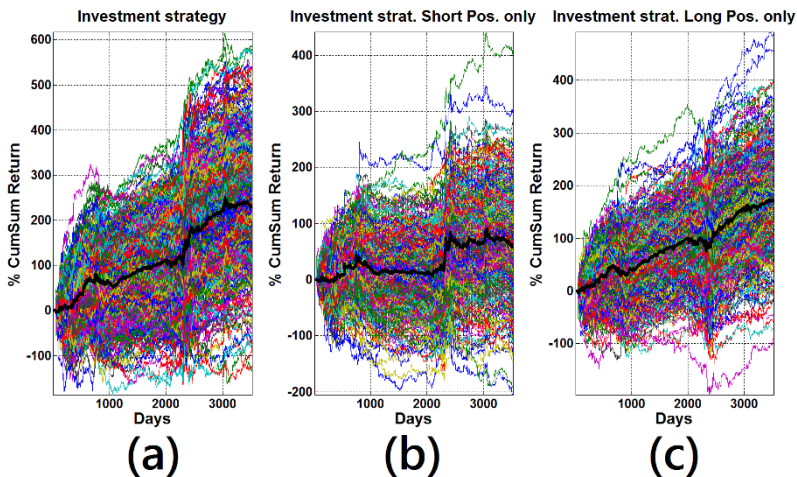 Investment strategy
% CumSum Return
600
500
400
300
200
100
0
-100
1000
2000
3000
Days
(a)
Investment strat. Short Pos. only
% CumSum Return
400
300
200
100
0
-100
-200
1000
2000
3000
Days
(b)
Investment strat. Long Pos. only
% CumSum Return
400
300
200
100
0
-100
1000
2000
3000
Days
(c)